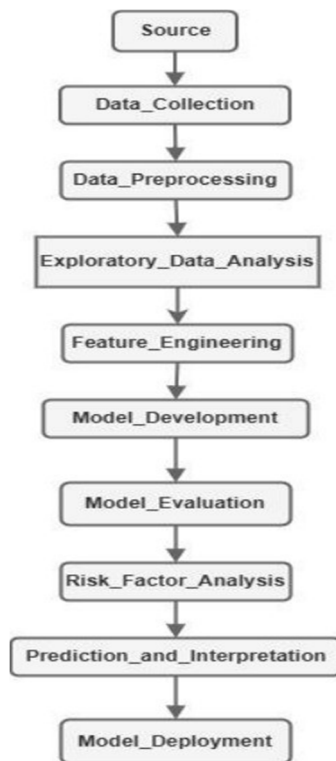 Source
Data_Collection
Data_Preprocessing
Exploratory_Data_Analysis
Feature_Engineering
Model_Development
Model_Evaluation
Risk_Factor_Analysis
Prediction_and_Interpretation
Model_Deployment